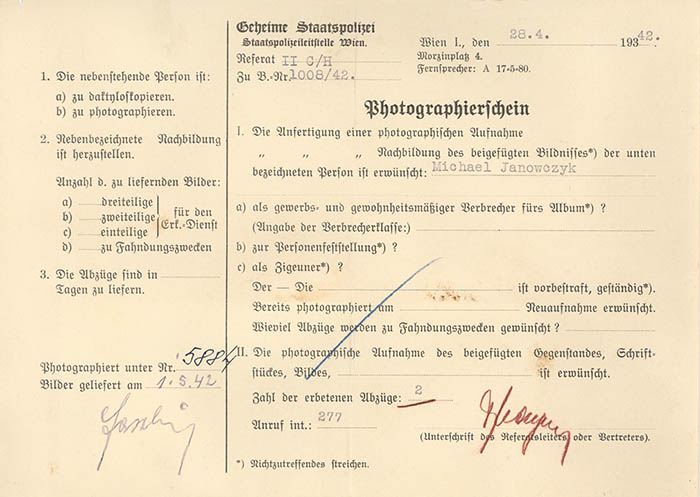 Geheime Staatspolizei
Staatspolizeileitstelle Wien.
Referat II C/H
Zu B.-Nr. 1008/42.
Wien I., den 28.4. 19342.
Morzinplatz 4.
Fernsprecher: A 17-5-80.
1. Die nebenstehende Person ist:
a) zu daktyloskopieren.
b) zu photographieren.
2. Nebenbezeichnete Nachbildung
ist herzustellen.
Anzahl d. zu liefernden Bilder:
a) dreiteilige
b) zweiteilige
c) einteilige
für den
Erk.-Dienst
d) zu Fahndungszwecken
3. Die Abzüge sind in
Tagen zu liefern.
Photographiert unter Nr. 5884
Bilder geliefert am 1.5.42
Photographierschein
I. Die Anfertigung einer photographischen Aufnahme
„ „ „ Nachbildung des beigefügten Bildnisses*) der unten
bezeichneten Person ist erwünscht: Michael Janowczyk
a) als gewerbs- und gewohnheitsmäßiger Verbrecher fürs Album*) ?
(Angabe der Verbrecherklasse:)
b) zur Personenfeststellung*) ?
c) als Zigeuner*) ?
Der — Die ist vorbestraft, geständig*).
Bereits photographiert am Neuaufnahme erwünscht.
Wieviel Abzüge werden zu Fahndungszwecken gewünscht ?
II. Die photographische Aufnahme des beigefügten Gegenstandes, Schrift-
stückes, Bildes, ist erwünscht.
Zahl der erbetenen Abzüge: 2
Anruf int.: 277
(Unterschrift des Referatsleiters oder Vertreters).
*) Nichtzutreffendes streichen.